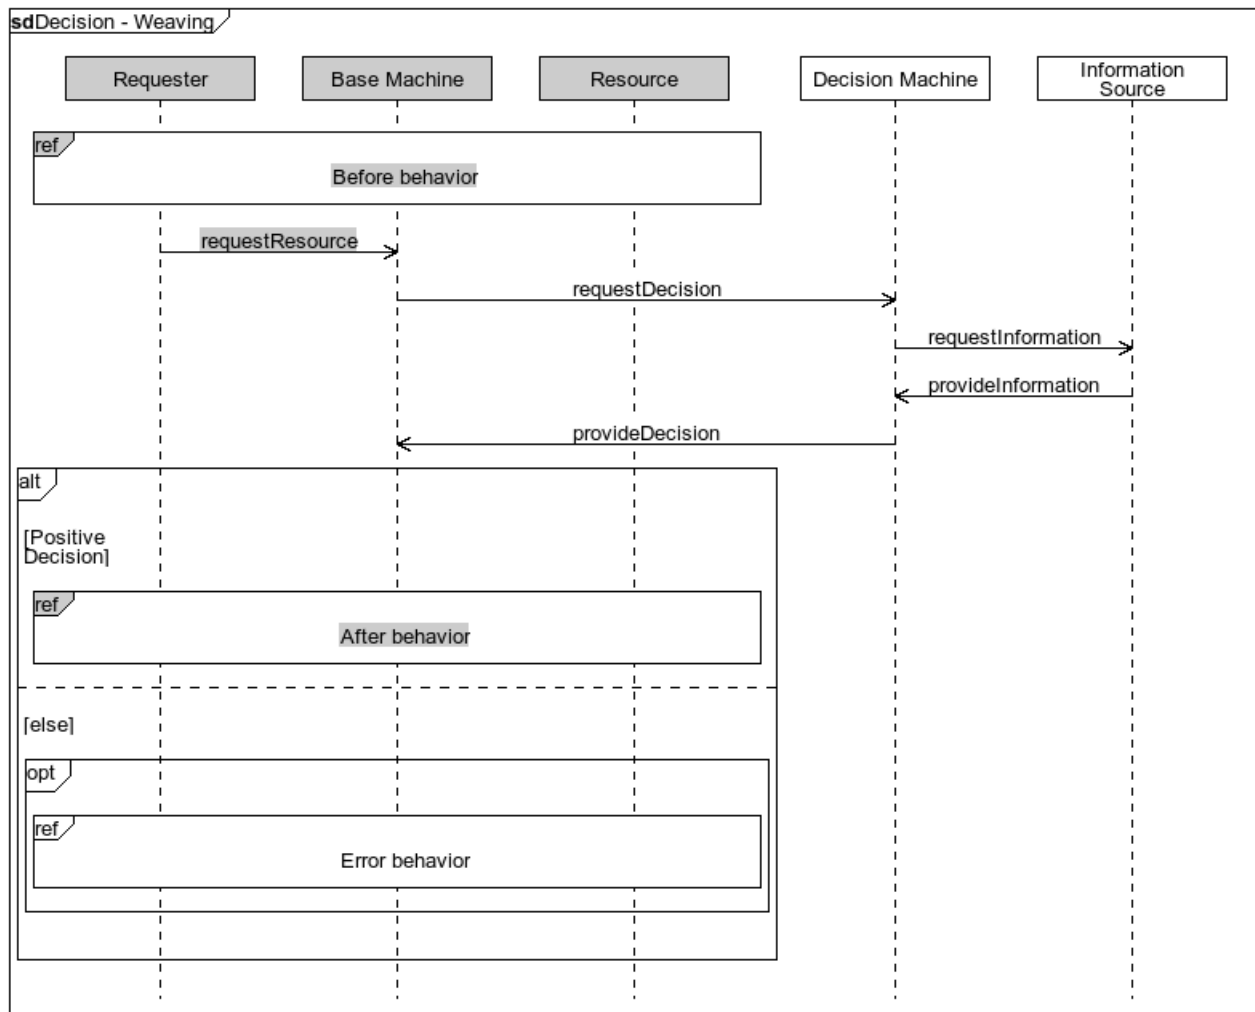 sdDecision - Weaving
Requester
Base Machine
Resource
Decision Machine
Information
Source
ref
Before behavior
requestResource
requestDecision
requestInformation
provideInformation
provideDecision
alt
[Positive
Decision]
ref
After behavior
[else]
opt
ref
Error behavior